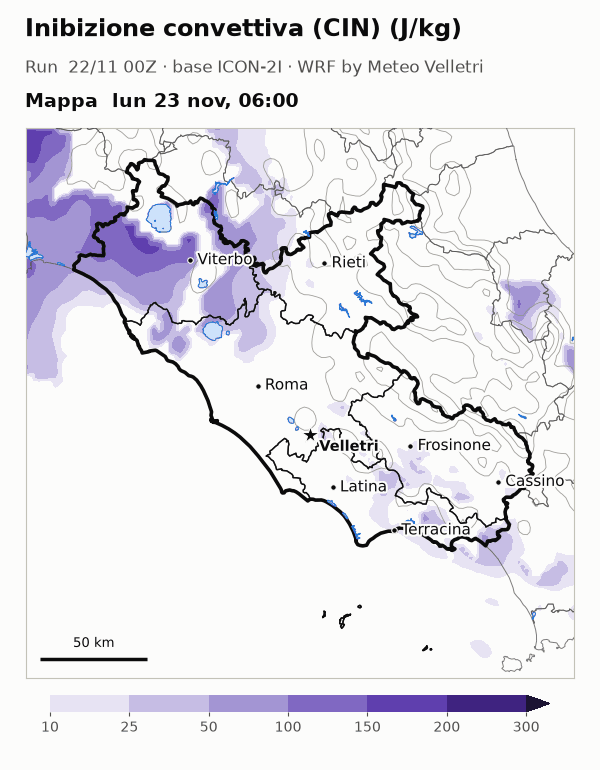 Inibizione convettiva (CIN) (J/kg)
Run  22/11 00Z · base ICON-2I · WRF by Meteo Velletri
Mappa  lun 23 nov, 06:00
Viterbo
Rieti
Roma
Velletri
Frosinone
Cassino
Latina
Terracina
50 km
10 25 50 100 150 200 300